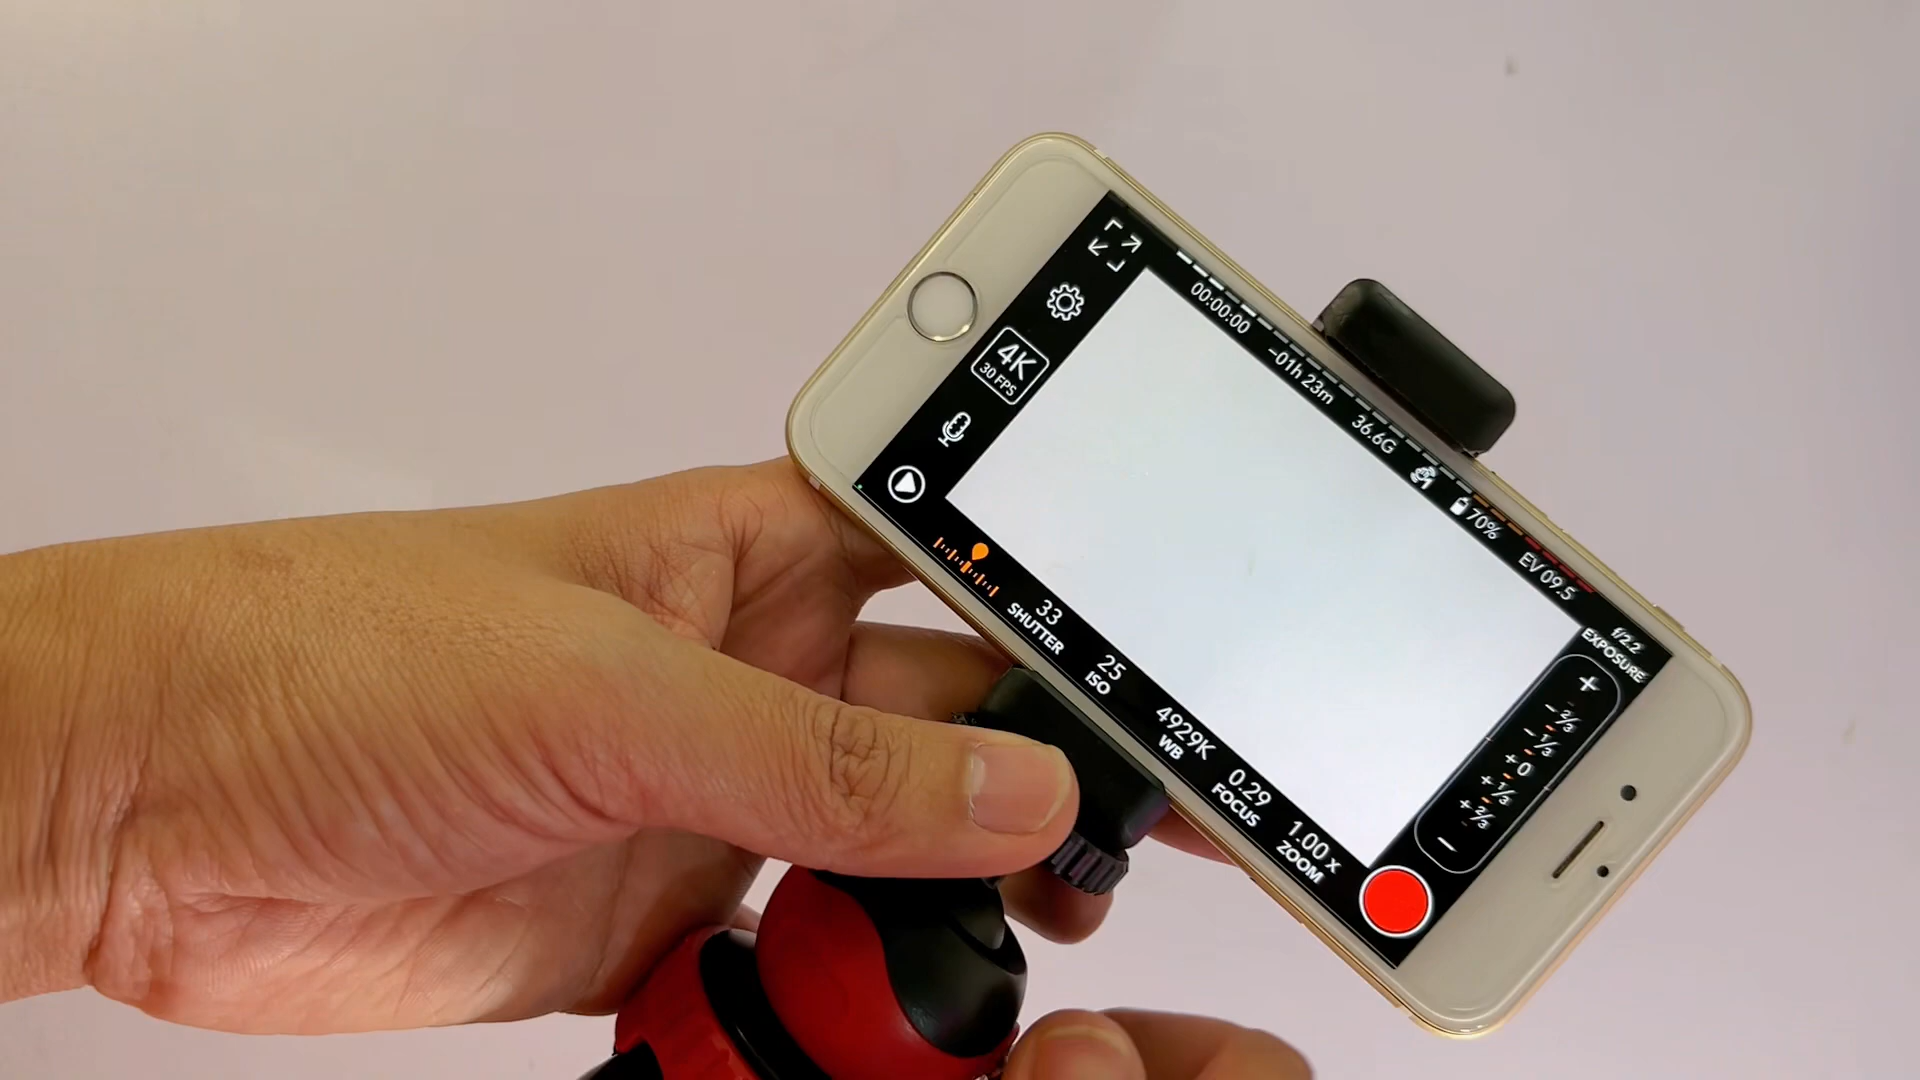 00:00:00 -01h 23m 36.6G 70% EV 09.5 f/2.2
4K
30 FPS
EXPOSURE
+
-⅔
-⅓
+0
+⅓
+⅔
-
33
SHUTTER
25
ISO
4929K
WB
0.29
FOCUS
1.00 x
ZOOM